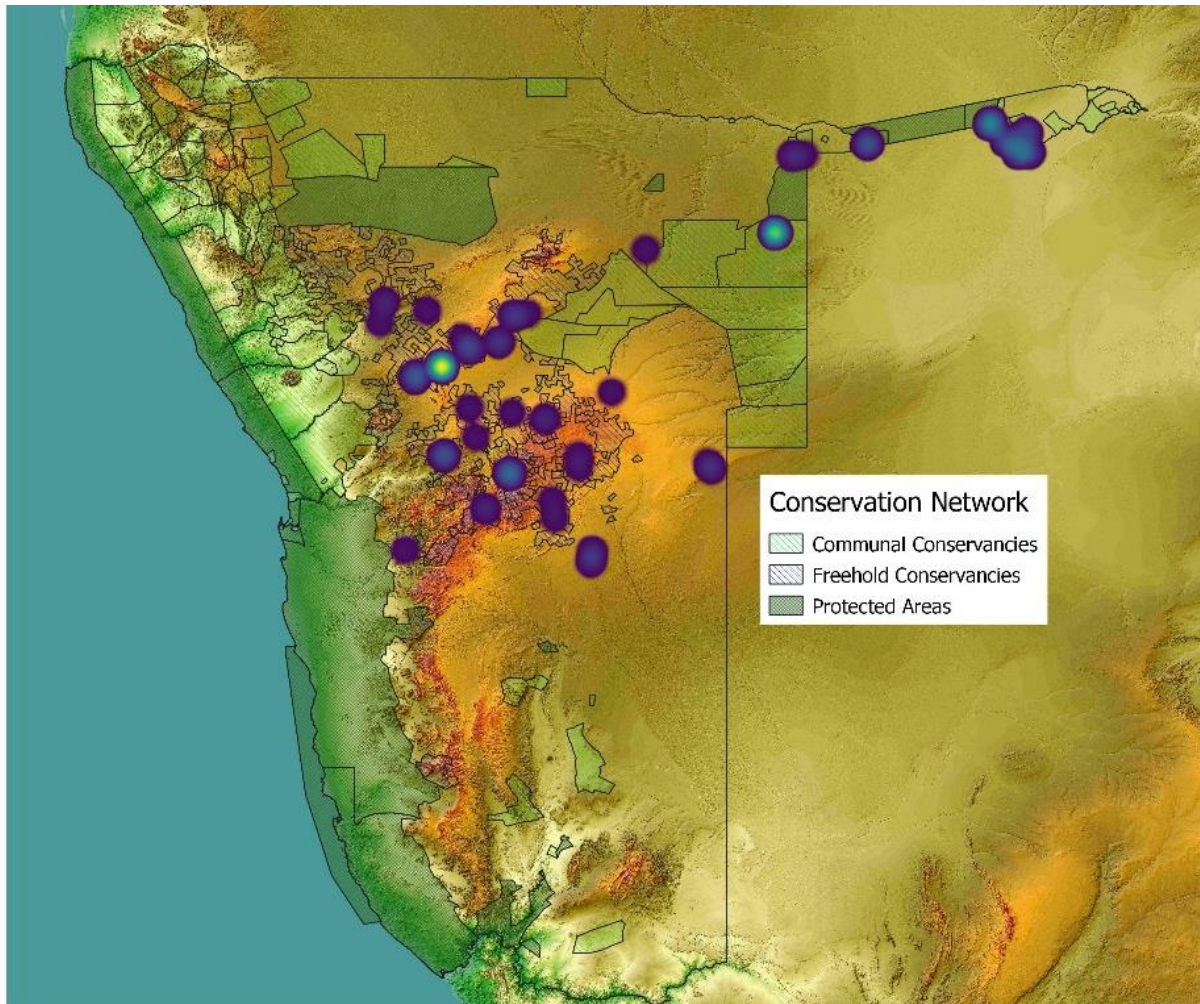 Conservation Network
Communal Conservancies
Freehold Conservancies
Protected Areas